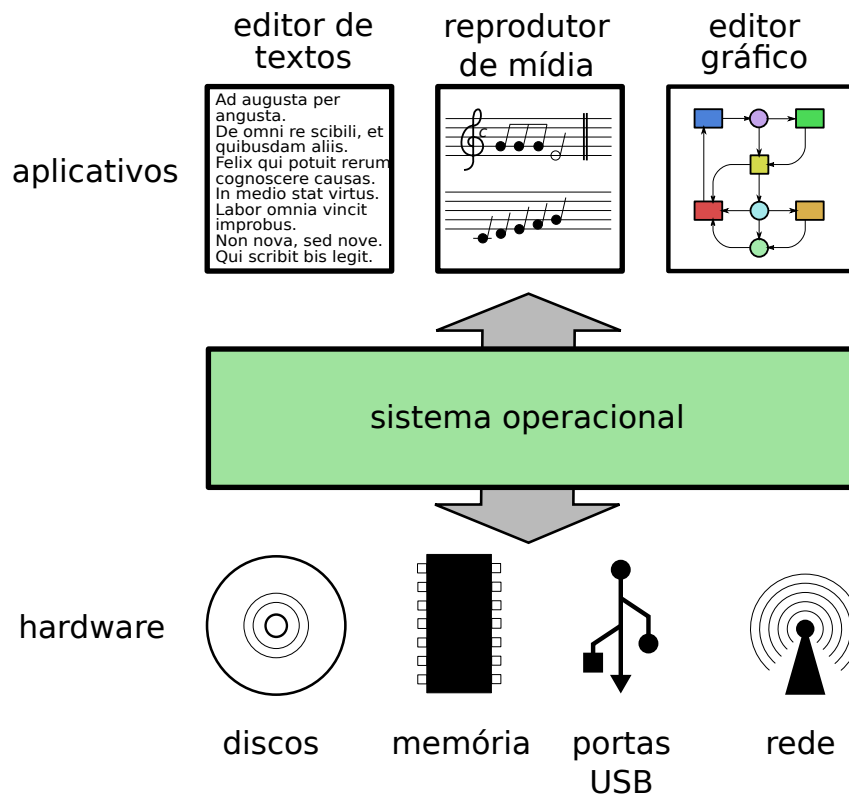 editor de
textos
reprodutor
de mídia
editor
gráfico
aplicativos
Ad augusta per
angusta.
De omni re scibili, et
quibusdam aliis.
Felix qui potuit rerum
cognoscere causas.
In medio stat virtus.
Labor omnia vincit
improbus.
Non nova, sed nove.
Qui scribit bis legit.
c
sistema operacional
hardware
discos
memória
portas
USB
rede